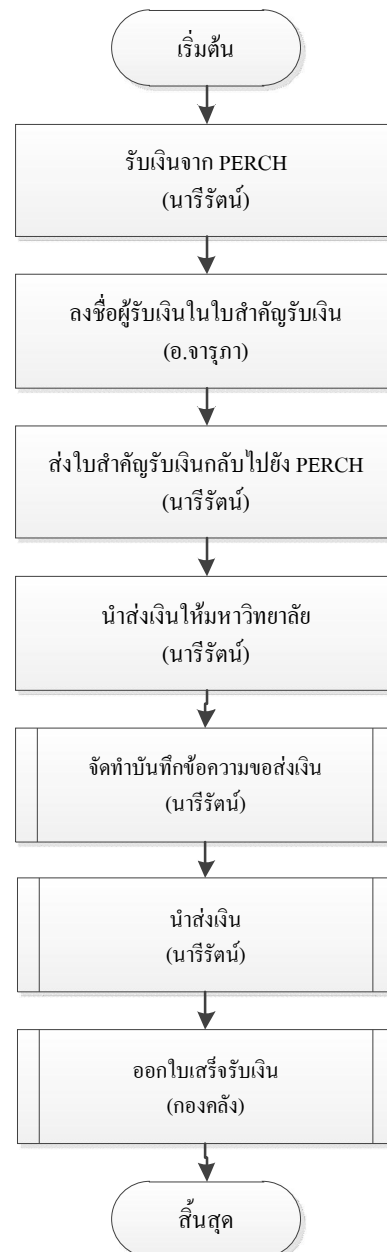 เริ่มต้น
รับเงินจาก PERCH
(นารีรัตน์)
ลงชื่อผู้รับเงินในใบสำคัญรับเงิน
(อ.จารุภา)
ส่งใบสำคัญรับเงินกลับไปยัง PERCH
(นารีรัตน์)
นำส่งเงินให้มหาวิทยาลัย
(นารีรัตน์)
จัดทำบันทึกข้อความขอส่งเงิน
(นารีรัตน์)
นำส่งเงิน
(นารีรัตน์)
ออกใบเสร็จรับเงิน
(กองคลัง)
สิ้นสุด